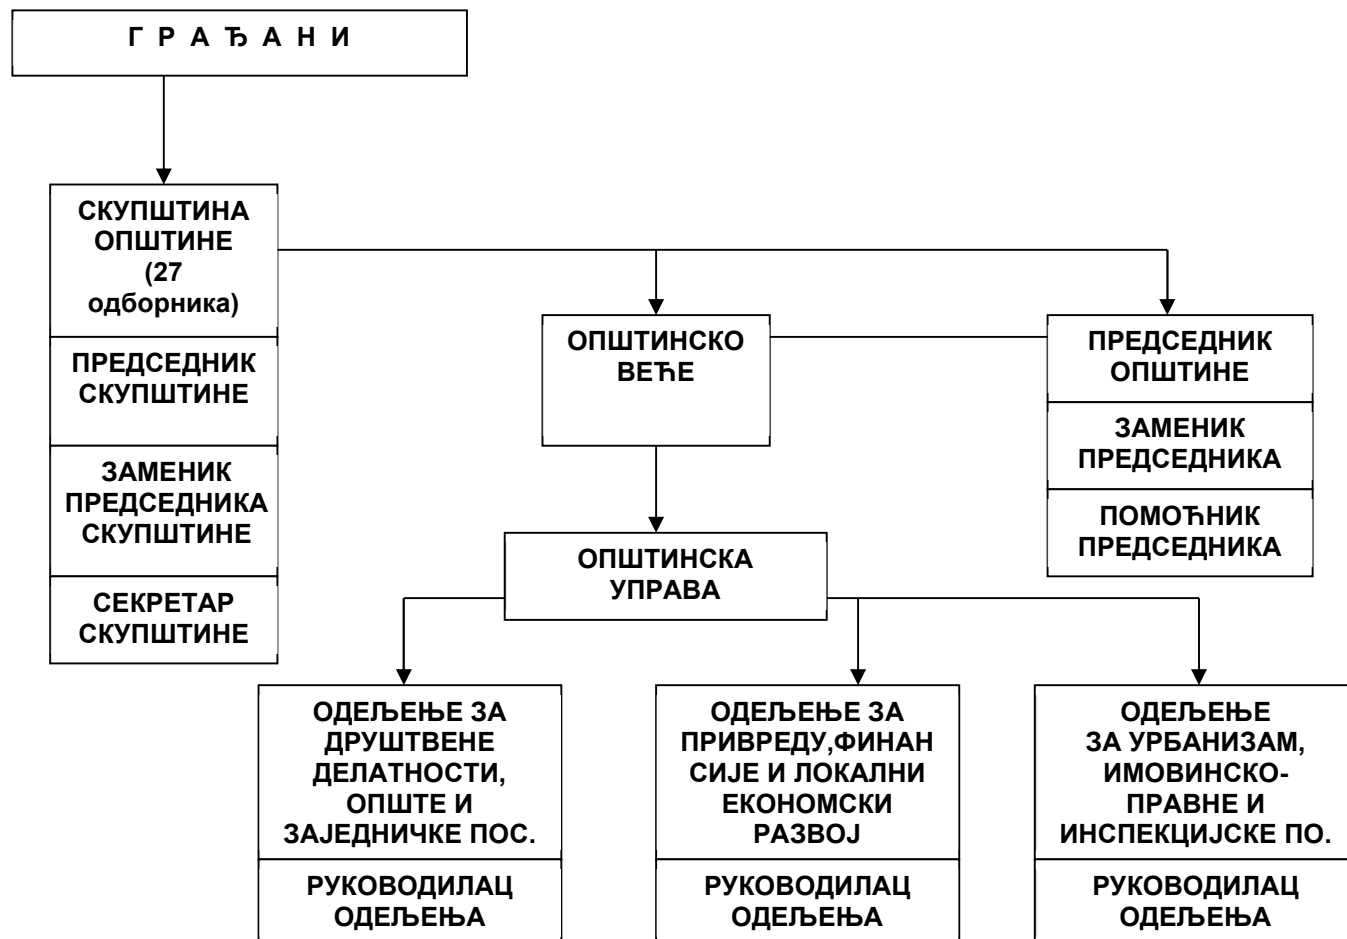 Г Р А Ђ А Н И
СКУПШТИНА
ОПШТИНЕ
(27
одборника)
ПРЕДСЕДНИК
СКУПШТИНЕ
ЗАМЕНИК
ПРЕДСЕДНИКА
СКУПШТИНЕ
СЕКРЕТАР
СКУПШТИНЕ
ОПШТИНСКО
ВЕЋЕ
ПРЕДСЕДНИК
ОПШТИНЕ
ЗАМЕНИК
ПРЕДСЕДНИКА
ПОМОЋНИК
ПРЕДСЕДНИКА
ОПШТИНСКА
УПРАВА
ОДЕЉЕЊЕ ЗА
ДРУШТВЕНЕ
ДЕЛАТНОСТИ,
ОПШТЕ И
ЗАЈЕДНИЧКЕ ПОС.
РУКОВОДИЛАЦ
ОДЕЉЕЊА
ОДЕЉЕЊЕ ЗА
ПРИВРЕДУ,ФИНАН
СИЈЕ И ЛОКАЛНИ
ЕКОНОМСКИ
РАЗВОЈ
РУКОВОДИЛАЦ
ОДЕЉЕЊА
ОДЕЉЕЊЕ
ЗА УРБАНИЗАМ,
ИМОВИНСКО-
ПРАВНЕ И
ИНСПЕКЦИЈСКЕ ПО.
РУКОВОДИЛАЦ
ОДЕЉЕЊА